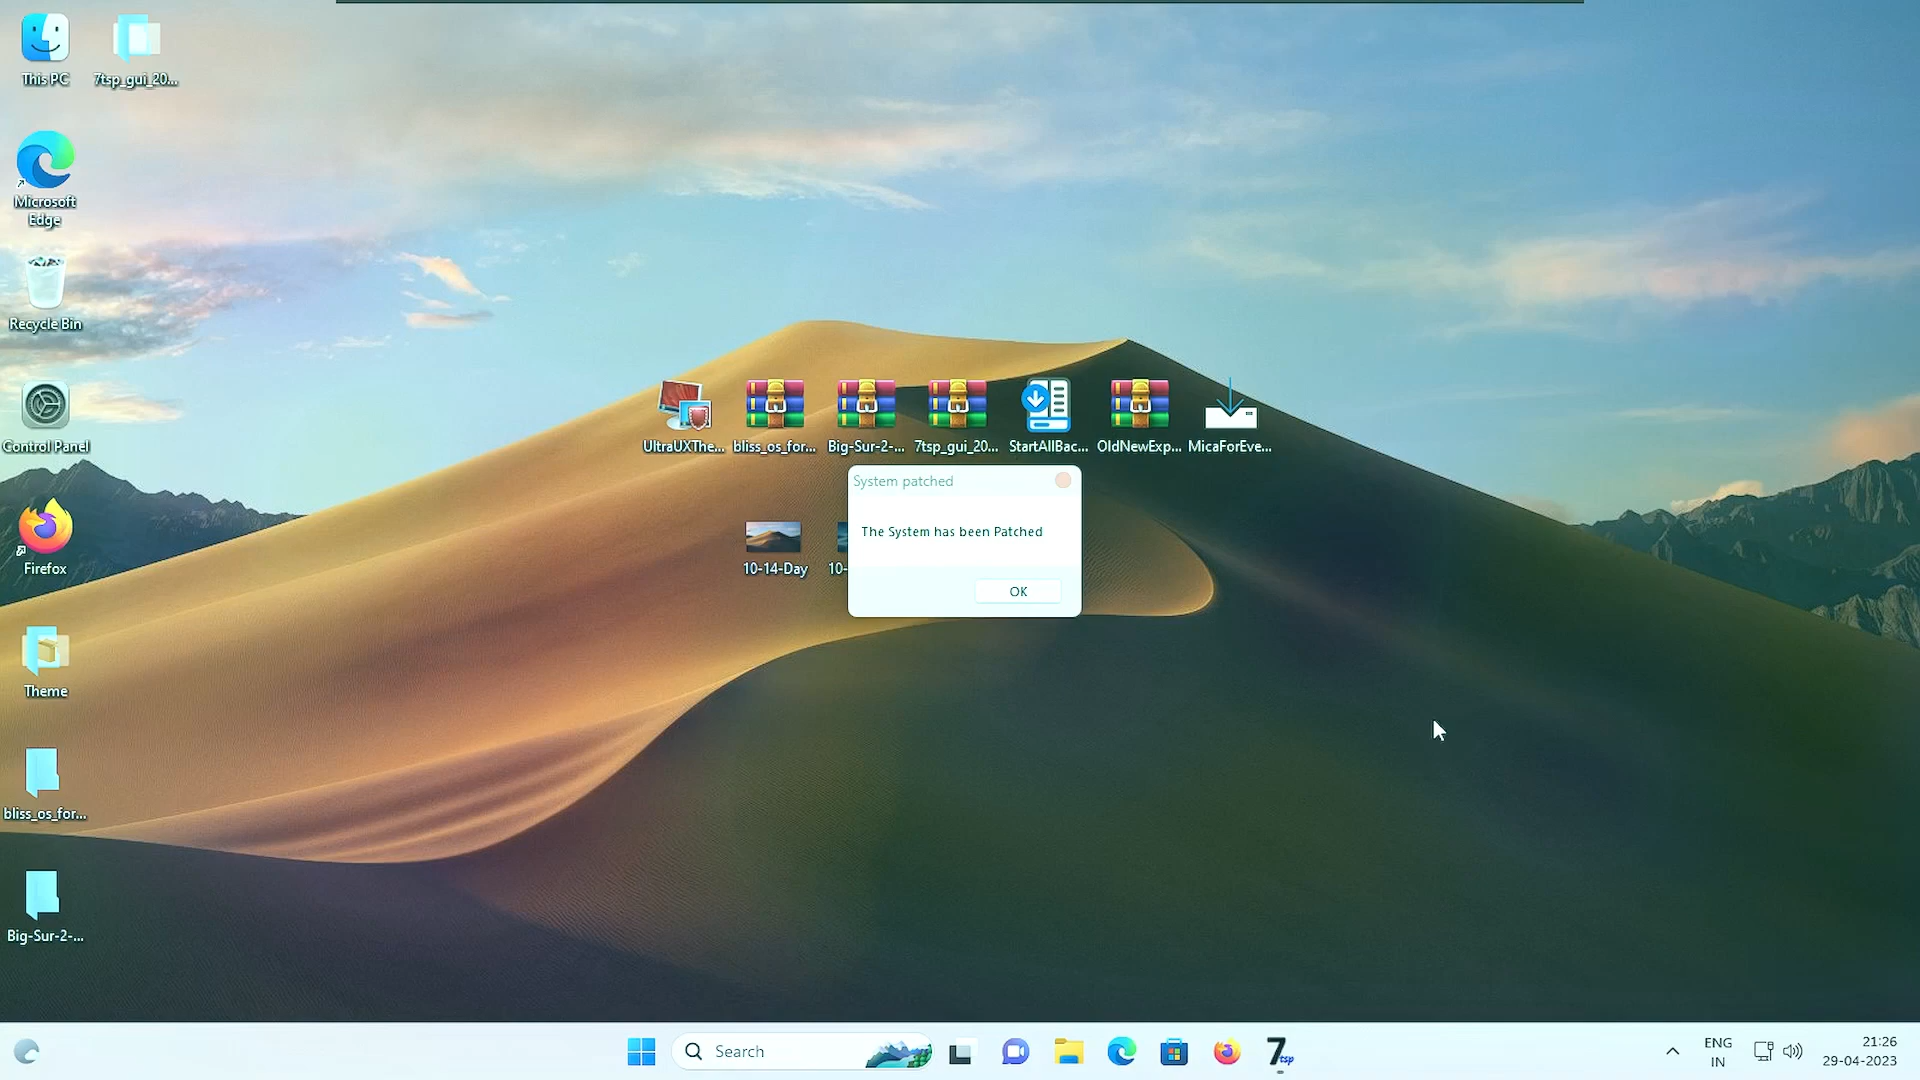 This PC
7tsp_gui_20...
Microsoft
Edge
Recycle Bin
Control Panel
Firefox
Theme
bliss_os_for...
Big-Sur-2-...
UltraUXThe...
bliss_os_for...
Big-Sur-2-...
7tsp_gui_20...
StartAllBac...
OldNewExp...
MicaForEve...
10-14-Day
10-
System patched
The System has been Patched
OK
Search
7tsp
ENG
IN
21:26
29-04-2023